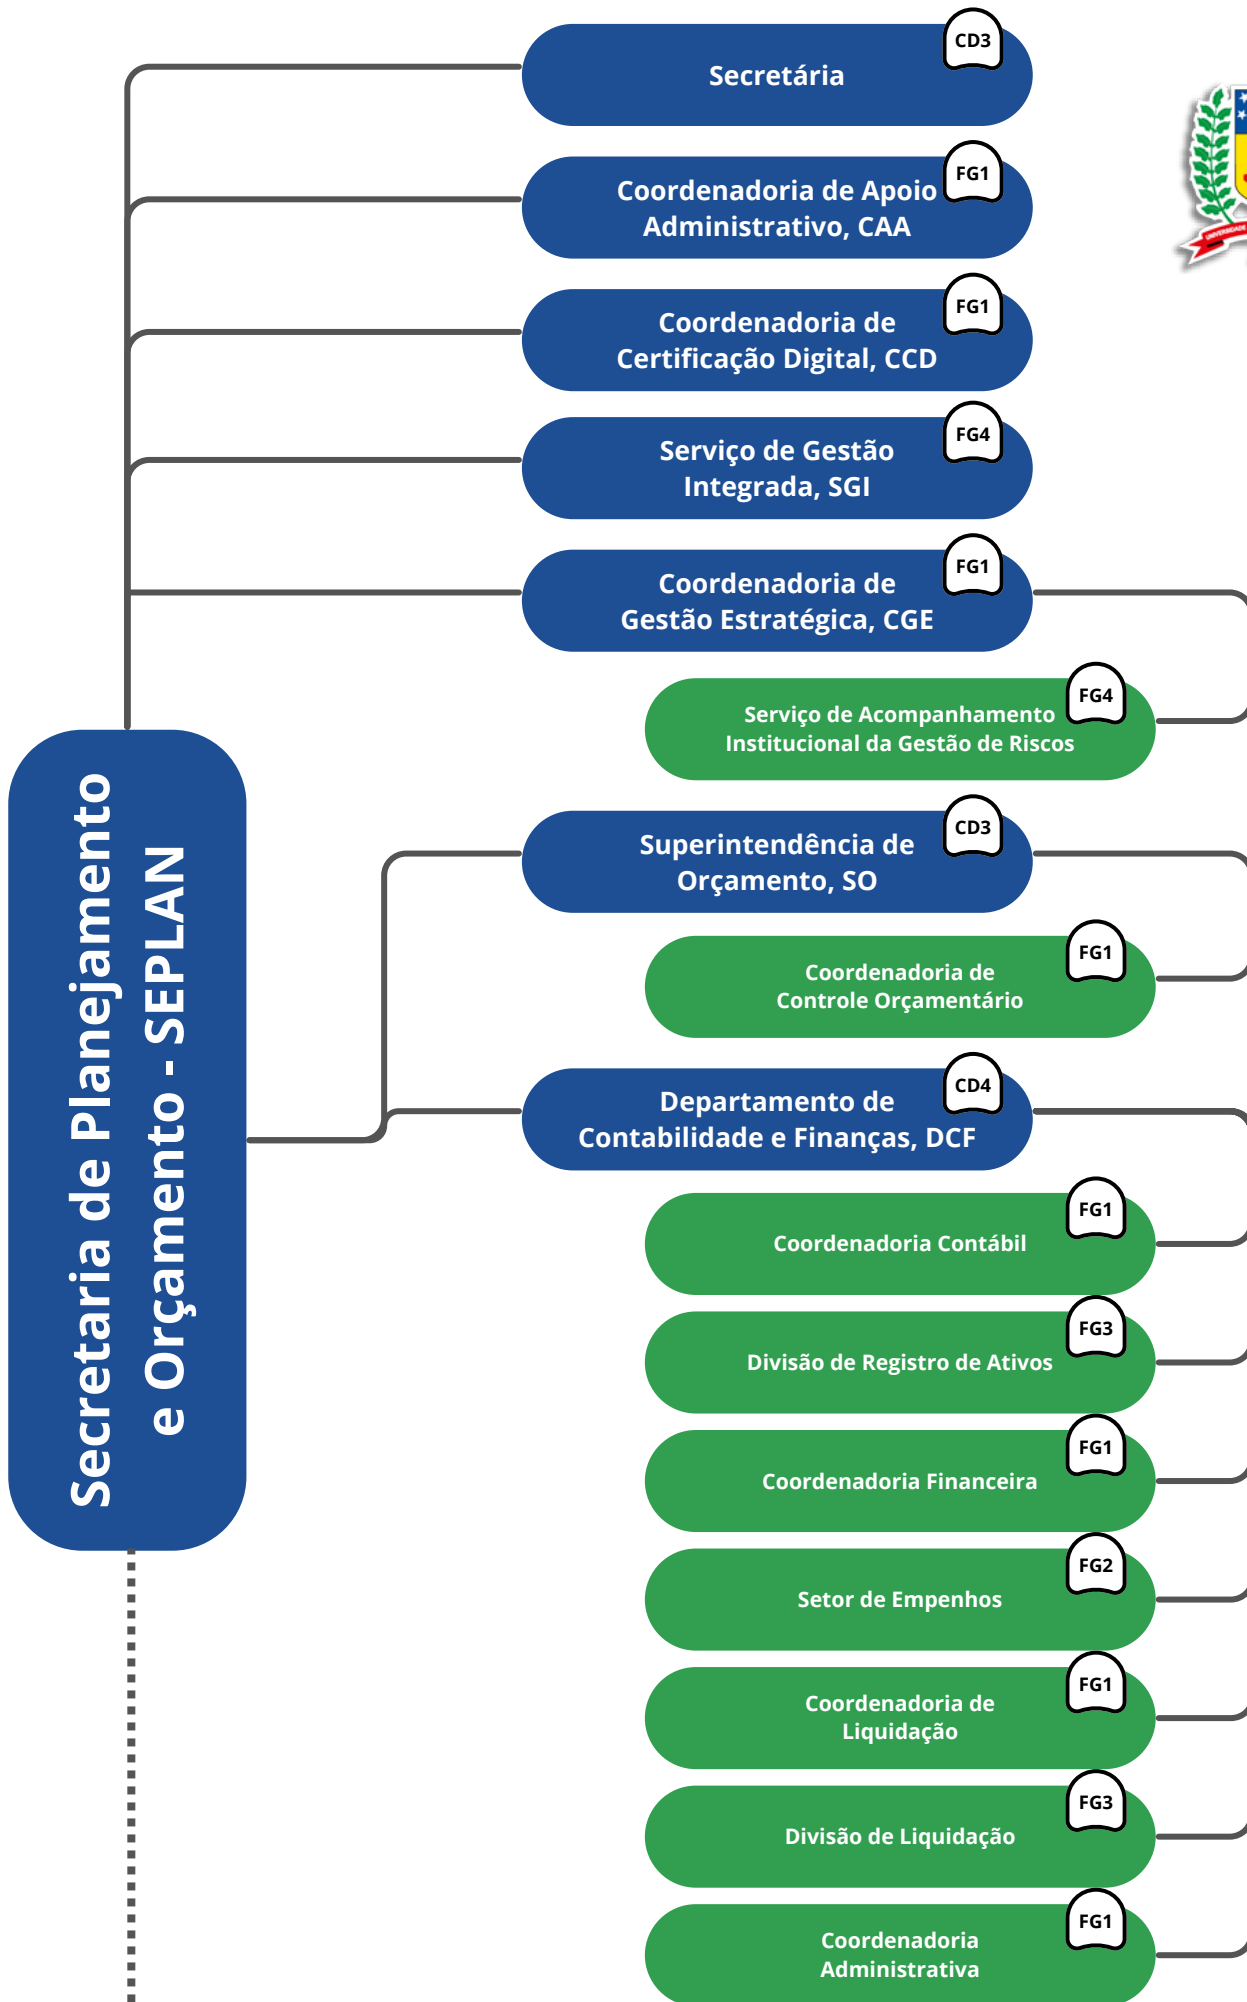 CD3
Secretária
FG1
Coordenadoria de Apoio
Administrativo, CAA
FG1
Coordenadoria de
Certificação Digital, CCD
FG4
Serviço de Gestão
Integrada, SGI
FG1
Coordenadoria de
Gestão Estratégica, CGE
FG4
Serviço de Acompanhamento
Institucional da Gestão de Riscos
Secretaria de Planejamento
e Orçamento - SEPLAN
CD3
Superintendência de
Orçamento, SO
FG1
Coordenadoria de
Controle Orçamentário
CD4
Departamento de
Contabilidade e Finanças, DCF
FG1
Coordenadoria Contábil
FG3
Divisão de Registro de Ativos
FG1
Coordenadoria Financeira
FG2
Setor de Empenhos
FG1
Coordenadoria de
Liquidação
FG3
Divisão de Liquidação
FG1
Coordenadoria
Administrativa
UNIVERSIDADE